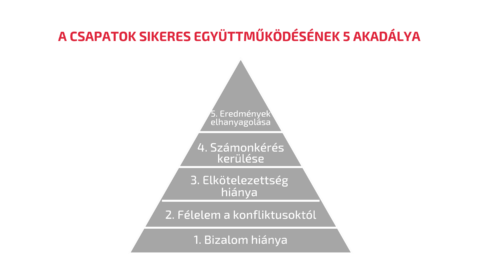 A CSAPATOK SIKERES EGYÜTTMŰKÖDÉSÉNEK 5 AKADÁLYA
5. Eredmények
elhanyagolása
4. Számonkérés
kerülése
3. Elkötelezettség
hiánya
2. Félelem a konfliktusoktól
1. Bizalom hiánya